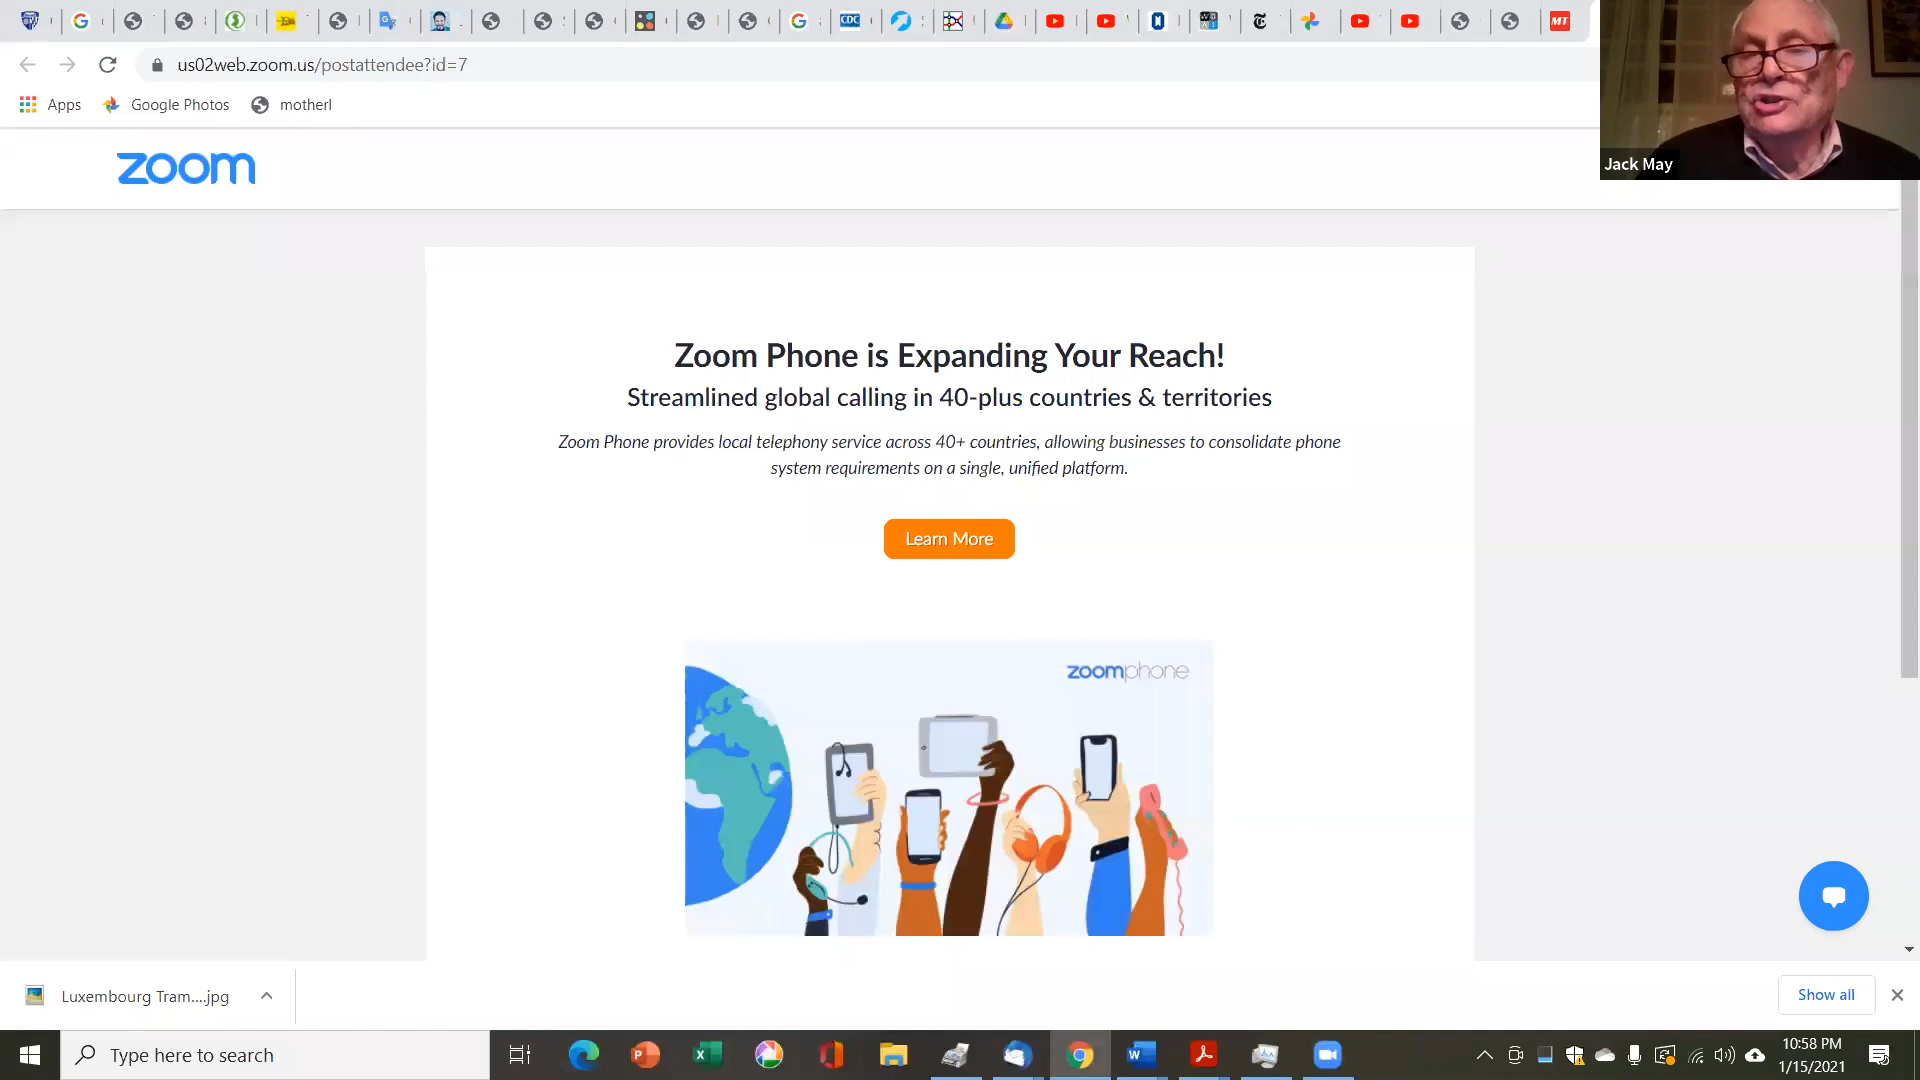 us02web.zoom.us/postattendee?id=7
Apps
Google Photos
motherl
Jack May
zoom
Zoom Phone is Expanding Your Reach!
Streamlined global calling in 40-plus countries & territories
Zoom Phone provides local telephony service across 40+ countries, allowing businesses to consolidate phone
system requirements on a single, unified platform.
Learn More
zoomphone
Luxembourg Tram....jpg
Show all
Type here to search
10:58 PM
1/15/2021